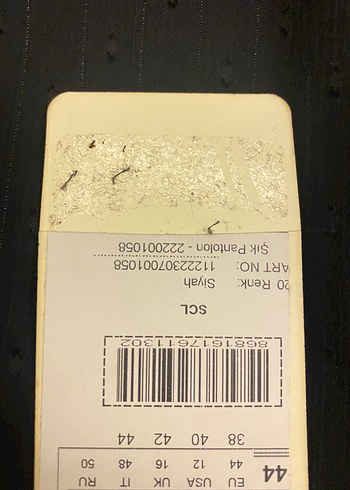 44
EU USA UK IT RU
44 12 16 48 50
38 40 42 44
8681617611302
SCL
20 Renk: Siyah
ART NO: 11222307001058
Şık Pantolon - 222001058